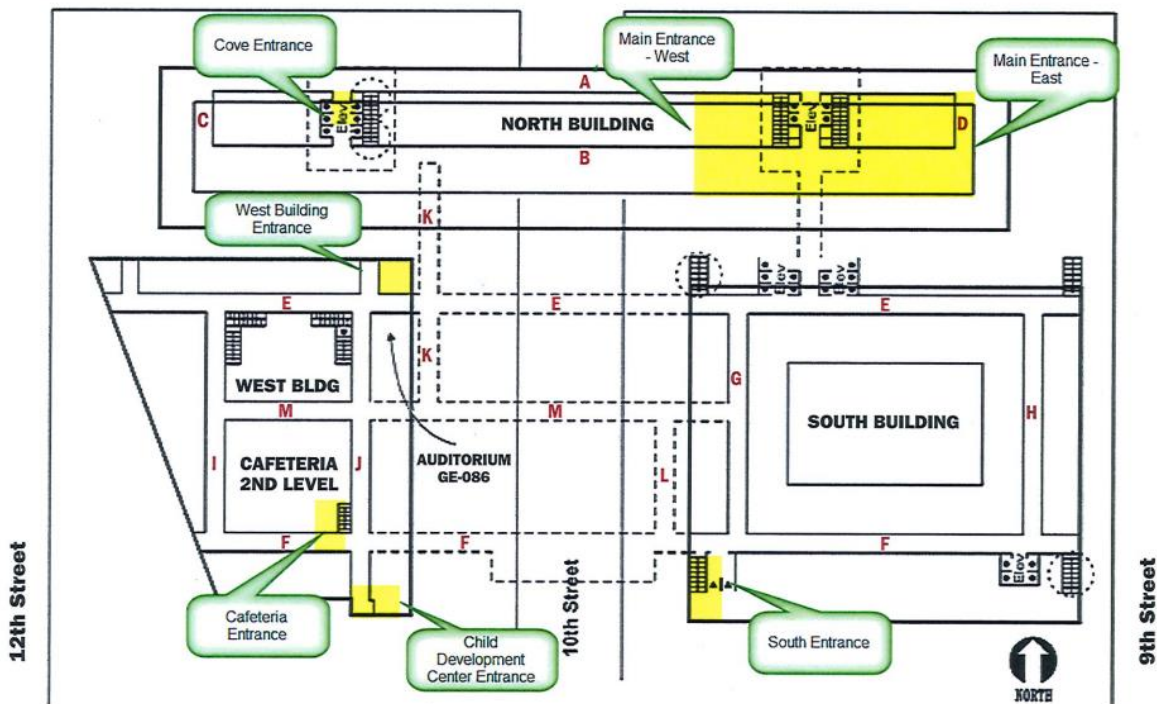 Cove Entrance
Main Entrance
- West
Main Entrance -
East
A
C
Elev
NORTH BUILDING
Elev
D
B
West Building
Entrance
K
Elev
Elev
E
E
E
K
WEST BLDG
G
H
M
M
SOUTH BUILDING
I
CAFETERIA
2ND LEVEL
J
AUDITORIUM
GE-086
L
F
F
F
Elev
12th Street
10th Street
9th Street
Cafeteria
Entrance
Child
Development
Center Entrance
South Entrance
NORTH